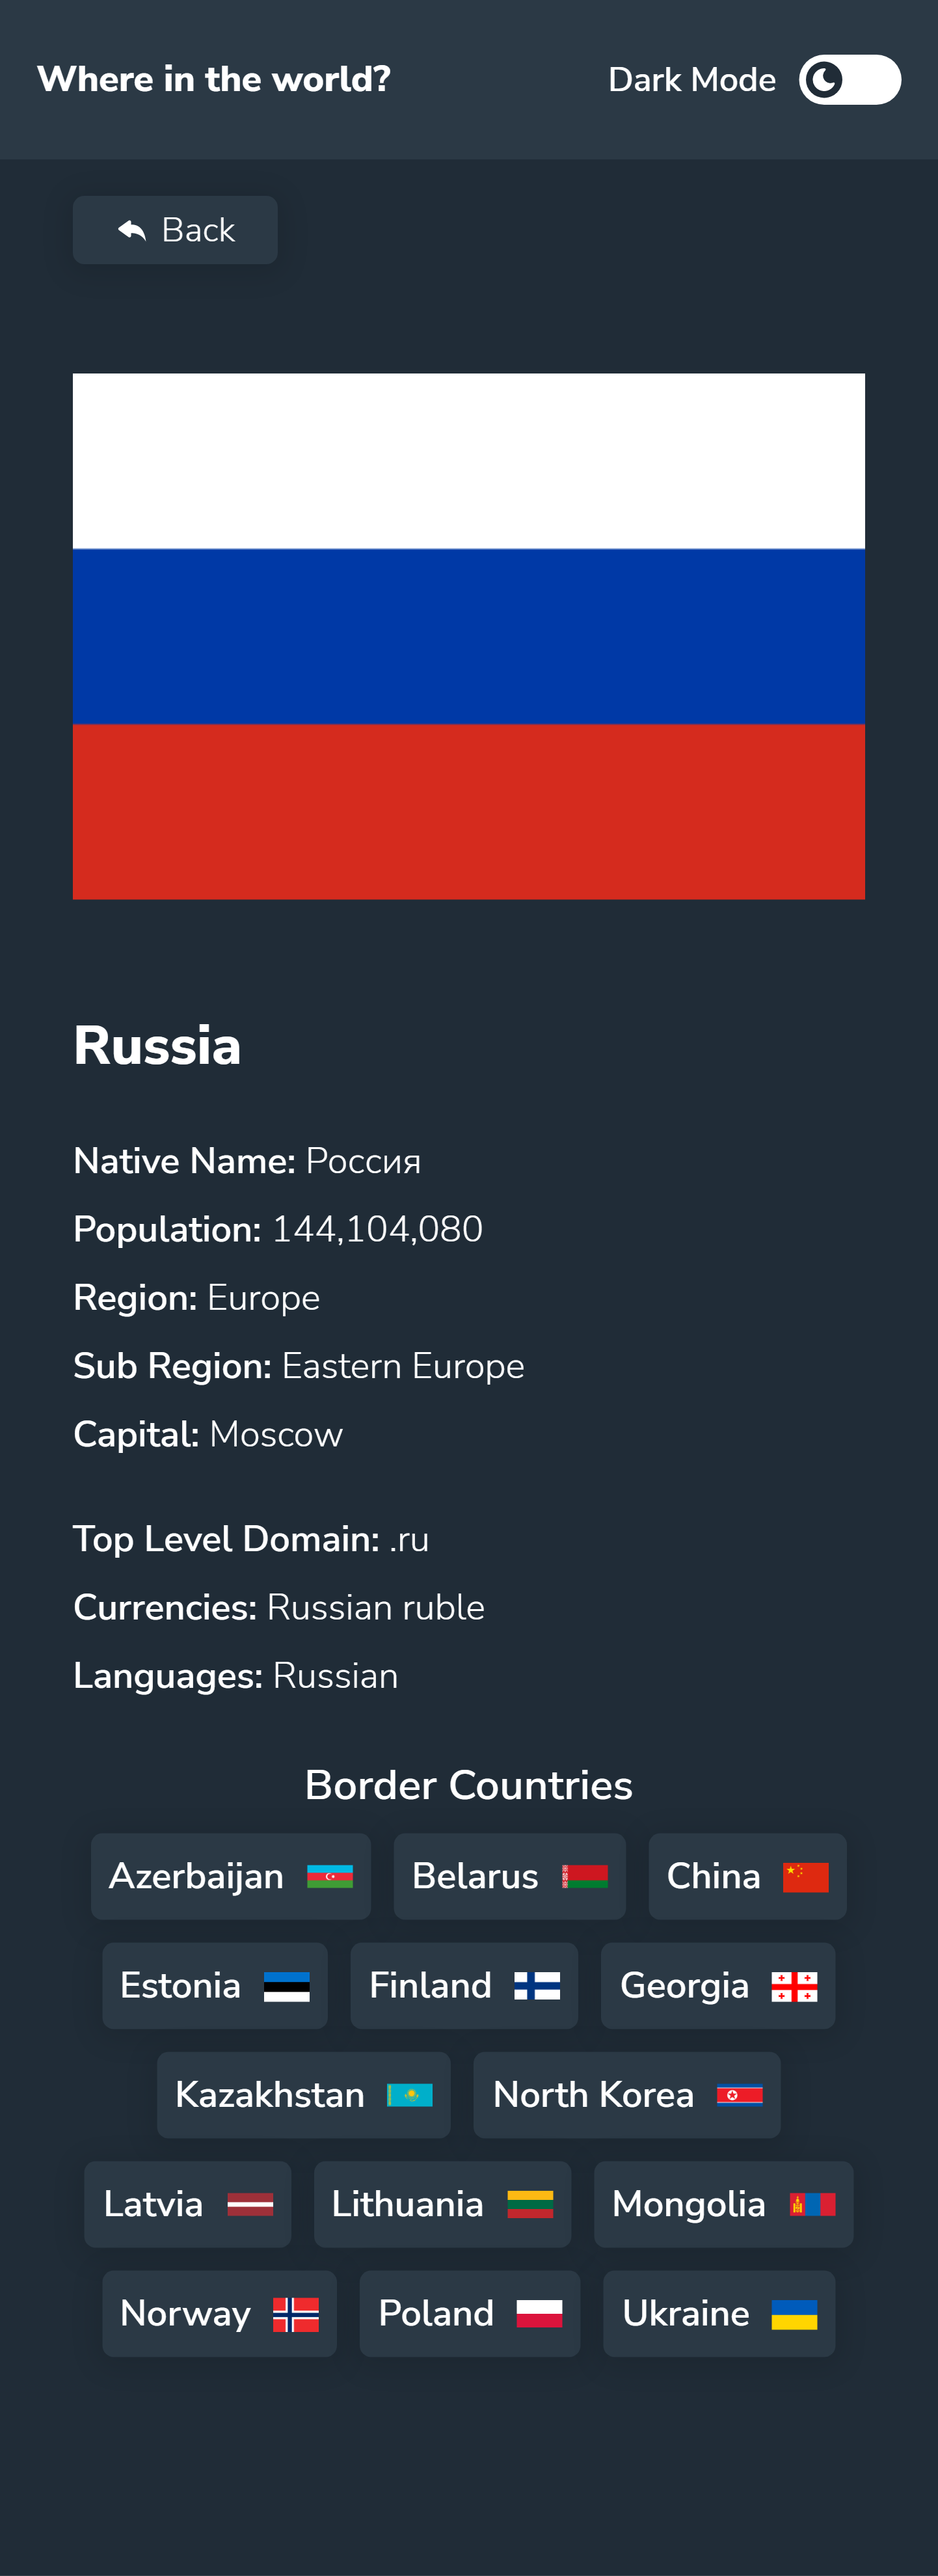 Where in the world? Dark Mode
Back
Russia
Native Name: Россия
Population: 144,104,080
Region: Europe
Sub Region: Eastern Europe
Capital: Moscow
Top Level Domain: .ru
Currencies: Russian ruble
Languages: Russian
Border Countries
Azerbaijan Belarus China
Estonia Finland Georgia
Kazakhstan North Korea
Latvia Lithuania Mongolia
Norway Poland Ukraine